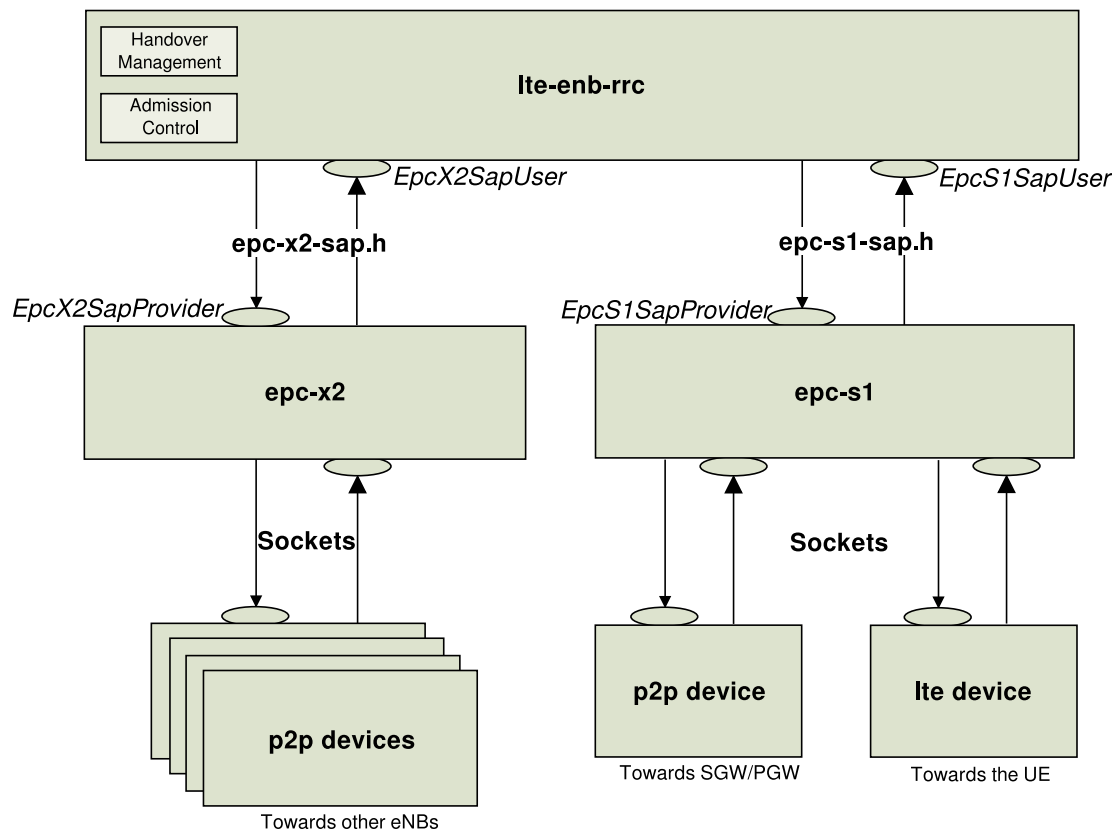 Handover
Management
lte-enb-rrc
Admission
Control
EpcX2SapUser
EpcS1SapUser
epc-x2-sap.h
epc-s1-sap.h
EpcX2SapProvider
EpcS1SapProvider
epc-x2
epc-s1
Sockets
Sockets
p2p devices
p2p device
lte device
Towards other eNBs
Towards SGW/PGW
Towards the UE